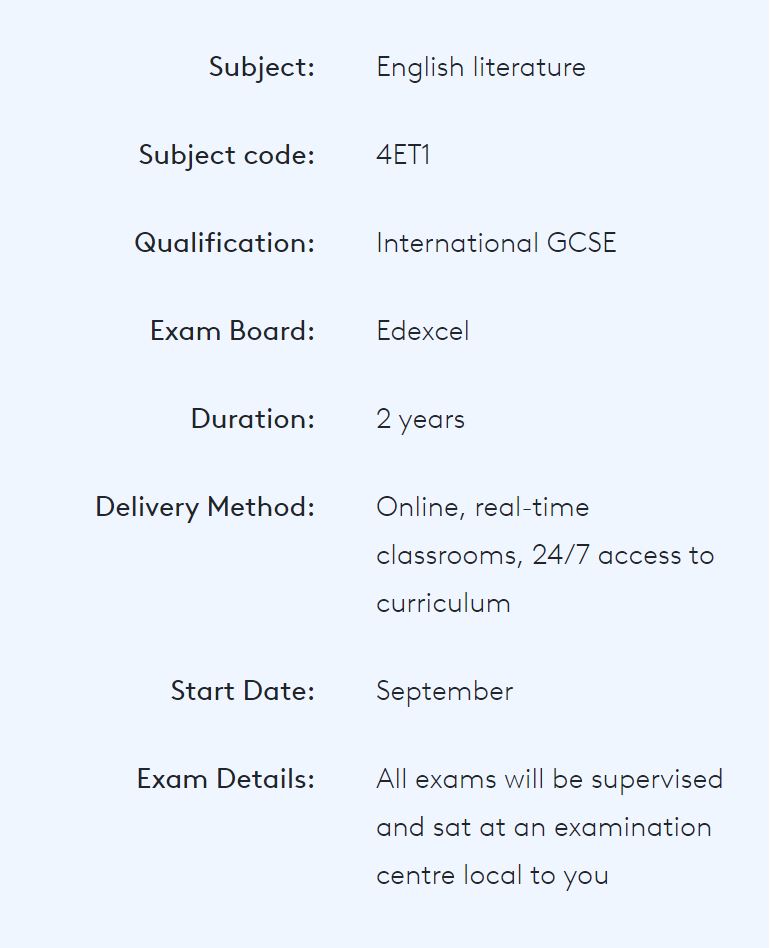 Subject: English literature
Subject code: 4ET1
Qualification: International GCSE
Exam Board: Edexcel
Duration: 2 years
Delivery Method: Online, real-time
classrooms, 24/7 access to
curriculum
Start Date: September
Exam Details: All exams will be supervised
and sat at an examination
centre local to you